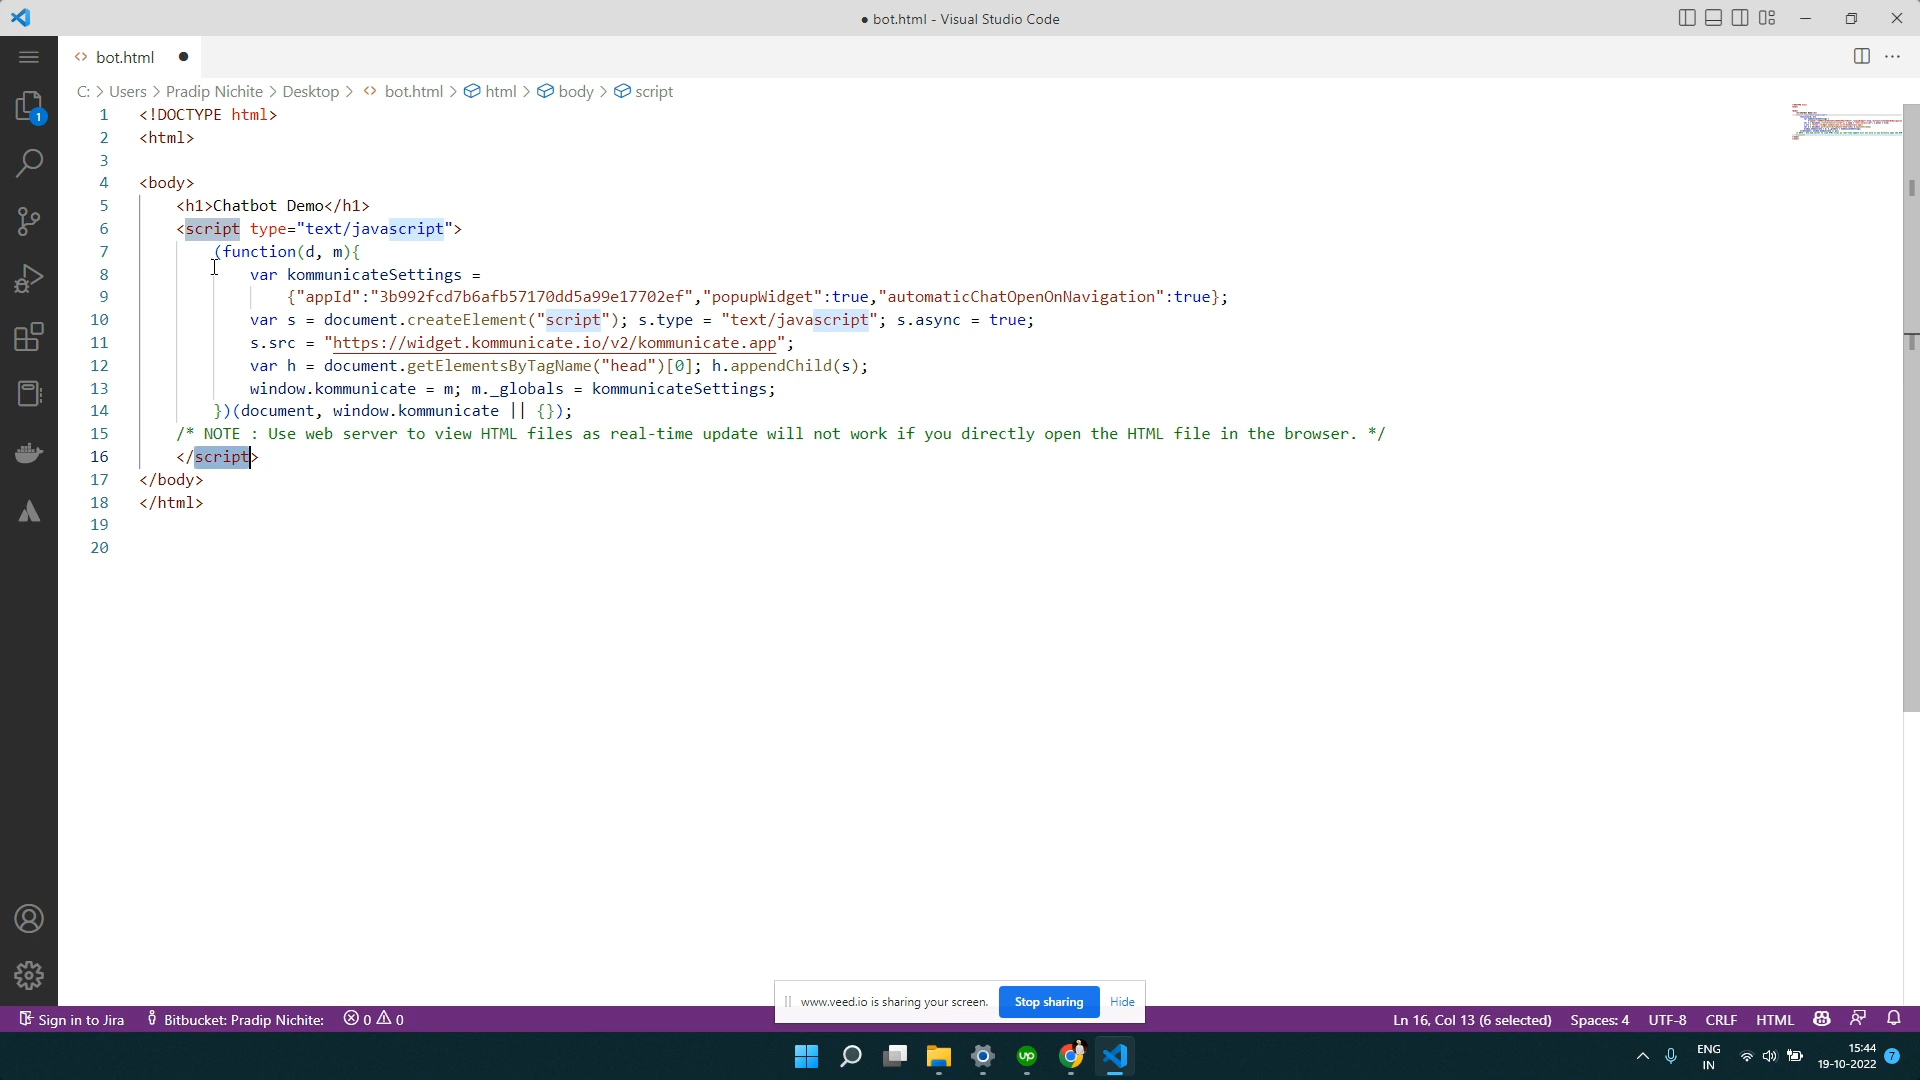 ● bot.html - Visual Studio Code
bot.html ●
C: > Users > Pradip Nichite > Desktop > <> bot.html > html > body > script
1 <!DOCTYPE html>
2 <html>
3
4 <body>
5 <h1>Chatbot Demo</h1>
6 <script type="text/javascript">
7 (function(d, m){
8 var kommunicateSettings =
9 {"appId":"3b992fcd7b6afb57170dd5a99e17702ef","popupWidget":true,"automaticChatOpenOnNavigation":true};
10 var s = document.createElement("script"); s.type = "text/javascript"; s.async = true;
11 s.src = "https://widget.kommunicate.io/v2/kommunicate.app";
12 var h = document.getElementsByTagName("head")[0]; h.appendChild(s);
13 window.kommunicate = m; m._globals = kommunicateSettings;
14 })(document, window.kommunicate || {});
15 /* NOTE : Use web server to view HTML files as real-time update will not work if you directly open the HTML file in the browser. */
16 </script>
17 </body>
18 </html>
19
20
1
www.veed.io is sharing your screen. Stop sharing Hide
Sign in to Jira Bitbucket: Pradip Nichite: 0 0 Ln 16, Col 13 (6 selected) Spaces: 4 UTF-8 CRLF HTML
up
ENG
IN
15:44
19-10-2022
7